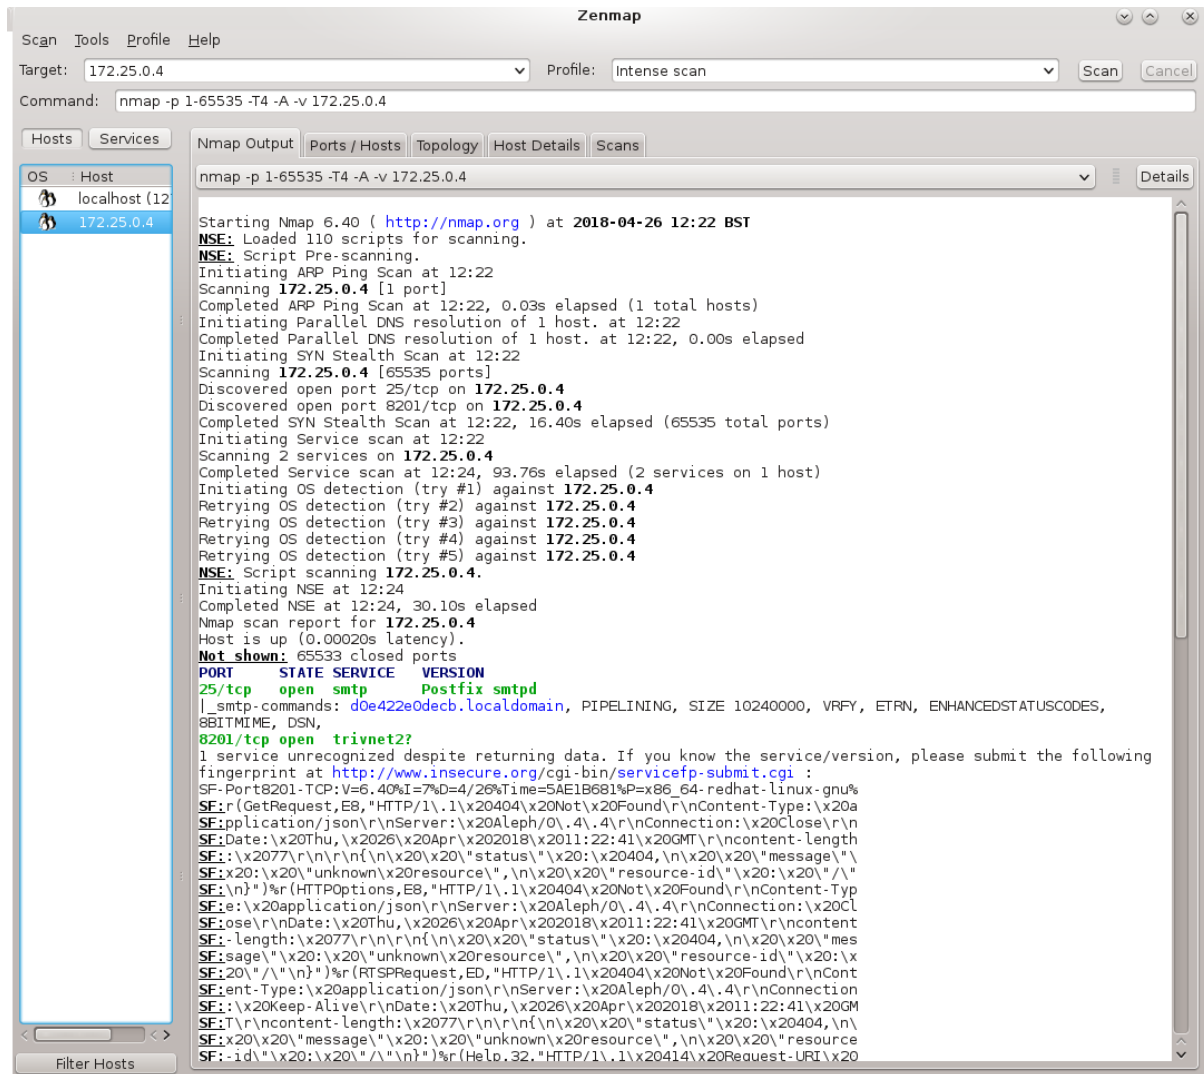 Zenmap
Scan Tools Profile Help
Target: 172.25.0.4 Profile: Intense scan Scan Cancel
Command: nmap -p 1-65535 -T4 -A -v 172.25.0.4
Hosts Services
Nmap Output Ports / Hosts Topology Host Details Scans
OS Host
localhost (12
172.25.0.4
nmap -p 1-65535 -T4 -A -v 172.25.0.4 Details
Starting Nmap 6.40 ( http://nmap.org ) at 2018-04-26 12:22 BST
NSE: Loaded 110 scripts for scanning.
NSE: Script Pre-scanning.
Initiating ARP Ping Scan at 12:22
Scanning 172.25.0.4 [1 port]
Completed ARP Ping Scan at 12:22, 0.03s elapsed (1 total hosts)
Initiating Parallel DNS resolution of 1 host. at 12:22
Completed Parallel DNS resolution of 1 host. at 12:22, 0.00s elapsed
Initiating SYN Stealth Scan at 12:22
Scanning 172.25.0.4 [65535 ports]
Discovered open port 25/tcp on 172.25.0.4
Discovered open port 8201/tcp on 172.25.0.4
Completed SYN Stealth Scan at 12:22, 16.40s elapsed (65535 total ports)
Initiating Service scan at 12:22
Scanning 2 services on 172.25.0.4
Completed Service scan at 12:24, 93.76s elapsed (2 services on 1 host)
Initiating OS detection (try #1) against 172.25.0.4
Retrying OS detection (try #2) against 172.25.0.4
Retrying OS detection (try #3) against 172.25.0.4
Retrying OS detection (try #4) against 172.25.0.4
Retrying OS detection (try #5) against 172.25.0.4
NSE: Script scanning 172.25.0.4.
Initiating NSE at 12:24
Completed NSE at 12:24, 30.10s elapsed
Nmap scan report for 172.25.0.4
Host is up (0.00020s latency).
Not shown: 65533 closed ports
PORT STATE SERVICE VERSION
25/tcp open smtp Postfix smtpd
|_smtp-commands: d0e422e0decb.localdomain, PIPELINING, SIZE 10240000, VRFY, ETRN, ENHANCEDSTATUSCODES,
8BITMIME, DSN,
8201/tcp open trivnet2?
1 service unrecognized despite returning data. If you know the service/version, please submit the following
fingerprint at http://www.insecure.org/cgi-bin/servicefp-submit.cgi :
SF-Port8201-TCP:V=6.40%I=7%D=4/26%Time=5AE1B681%P=x86_64-redhat-linux-gnu%
SF:r(GetRequest,E8,"HTTP/1\.1\x20404\x20Not\x20Found\r\nContent-Type:\x20a
SF:pplication/json\r\nServer:\x20Aleph/0\.4\.4\r\nConnection:\x20Close\r\n
SF:Date:\x20Thu,\x2026\x20Apr\x202018\x2011:22:41\x20GMT\r\ncontent-length
SF::\x2077\r\n\r\n{\n\x20\x20\"status\"\x20:\x20404,\n\x20\x20\"message\"\
SF:x20:\x20\"unknown\x20resource\",\n\x20\x20\"resource-id\"\x20:\x20\"/\"
SF:\n}")%r(HTTPOptions,E8,"HTTP/1\.1\x20404\x20Not\x20Found\r\nContent-Typ
SF:e:\x20application/json\r\nServer:\x20Aleph/0\.4\.4\r\nConnection:\x20Cl
SF:ose\r\nDate:\x20Thu,\x2026\x20Apr\x202018\x2011:22:41\x20GMT\r\ncontent
SF:-length:\x2077\r\n\r\n{\n\x20\x20\"status\"\x20:\x20404,\n\x20\x20\"mes
SF:sage\"\x20:\x20\"unknown\x20resource\",\n\x20\x20\"resource-id\"\x20:\x
SF:20\"/\"\n}")%r(RTSPRequest,ED,"HTTP/1\.1\x20404\x20Not\x20Found\r\nCont
SF:ent-Type:\x20application/json\r\nServer:\x20Aleph/0\.4\.4\r\nConnection
SF::\x20Keep-Alive\r\nDate:\x20Thu,\x2026\x20Apr\x202018\x2011:22:41\x20GM
SF:T\r\ncontent-length:\x2077\r\n\r\n{\n\x20\x20\"status\"\x20:\x20404,\n\
SF:x20\x20\"message\"\x20:\x20\"unknown\x20resource\",\n\x20\x20\"resource
SF:-id\"\x20:\x20\"/\"\n}")%r(Help,32,"HTTP/1\.1\x20414\x20Request-URI\x20
Filter Hosts